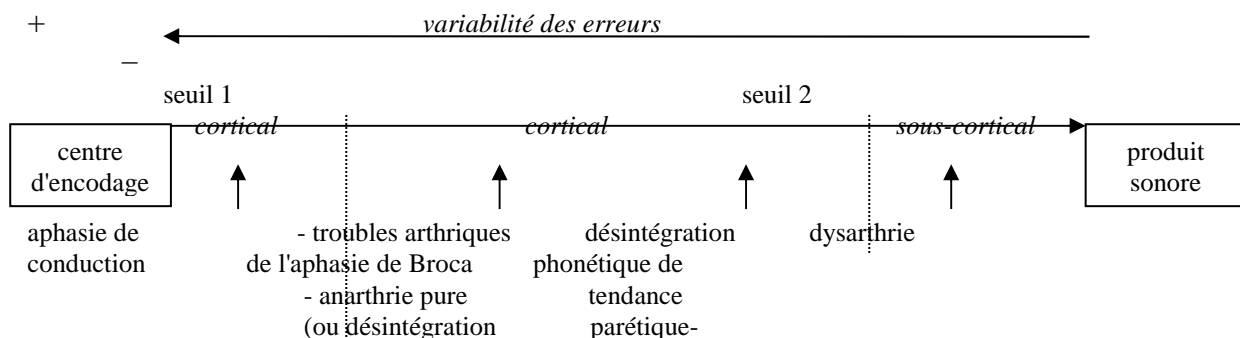 + variabilité des erreurs
–
seuil 1 seuil 2
cortical cortical sous-cortical
centre d'encodage
produit sonore
aphasie de - troubles arthriques désintégration dysarthrie
conduction de l'aphasie de Broca phonétique de
- anarthrie pure tendance
(ou désintégration parétique-